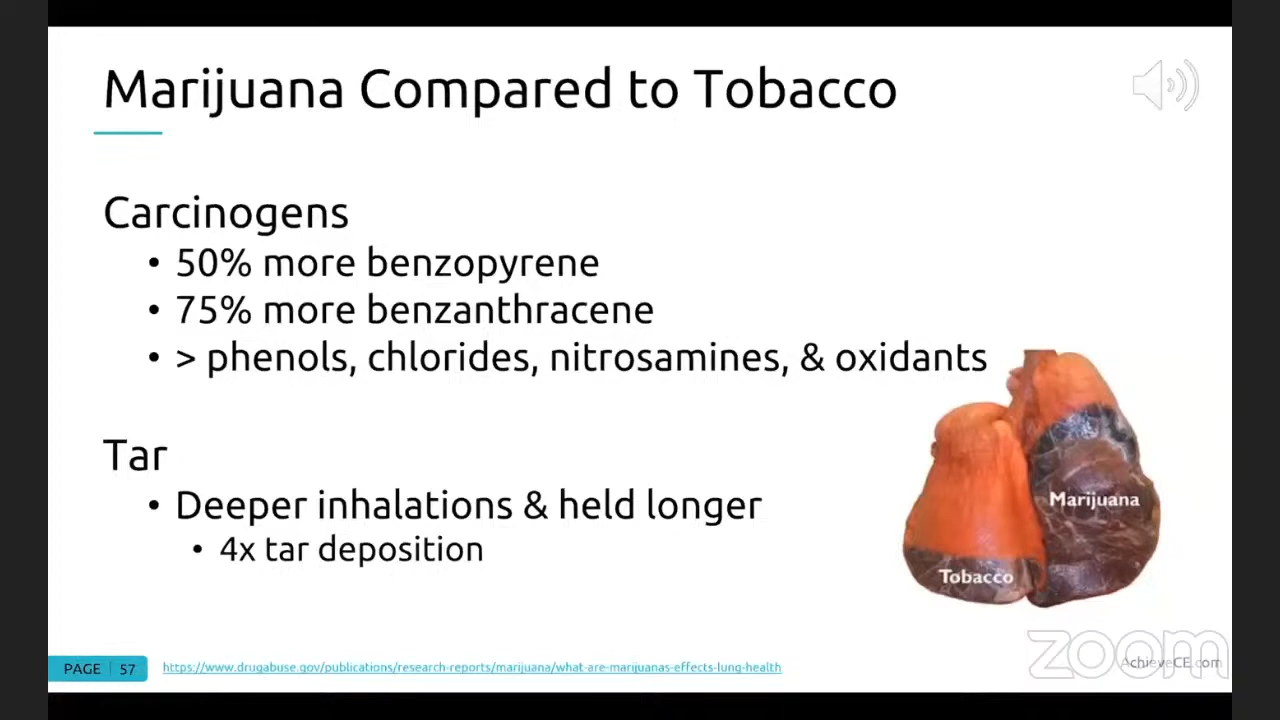 Marijuana Compared to Tobacco
Carcinogens
• 50% more benzopyrene
• 75% more benzanthracene
• > phenols, chlorides, nitrosamines, & oxidants
Tar
• Deeper inhalations & held longer
• 4x tar deposition
Marijuana
Tobacco
PAGE | 57
https://www.drugabuse.gov/publications/research-reports/marijuana/what-are-marijuanas-effects-lung-health
AchieveCE.com
zoom